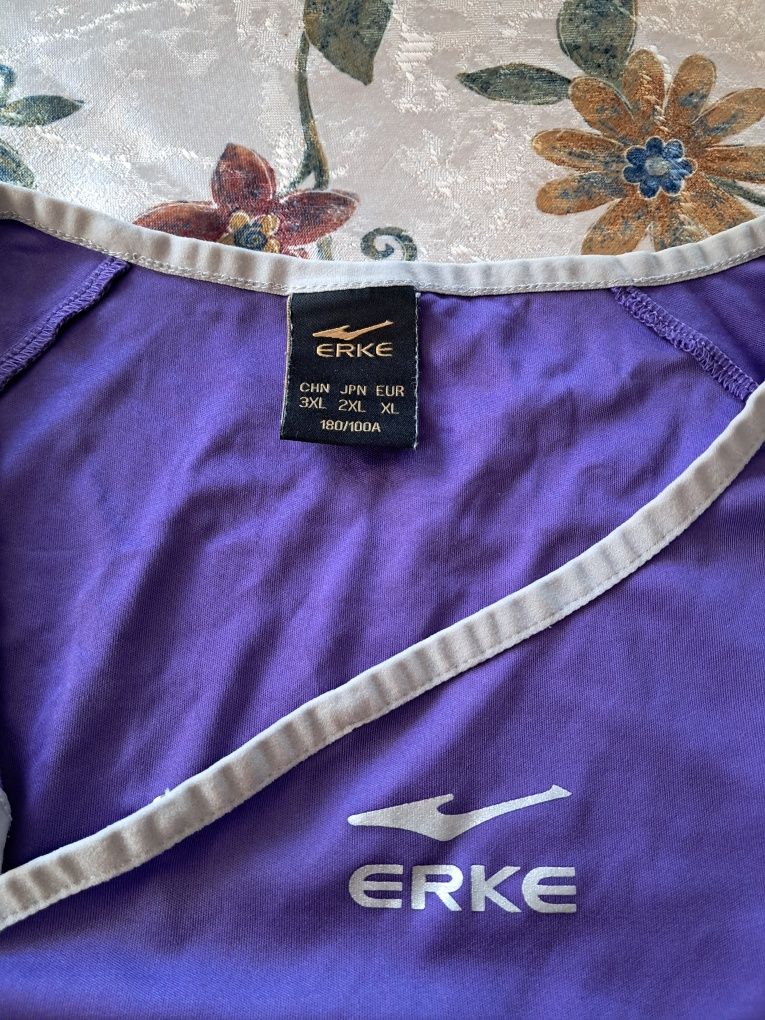 ERKE
CHN JPN EUR
3XL 2XL XL
180/100A
ERKE